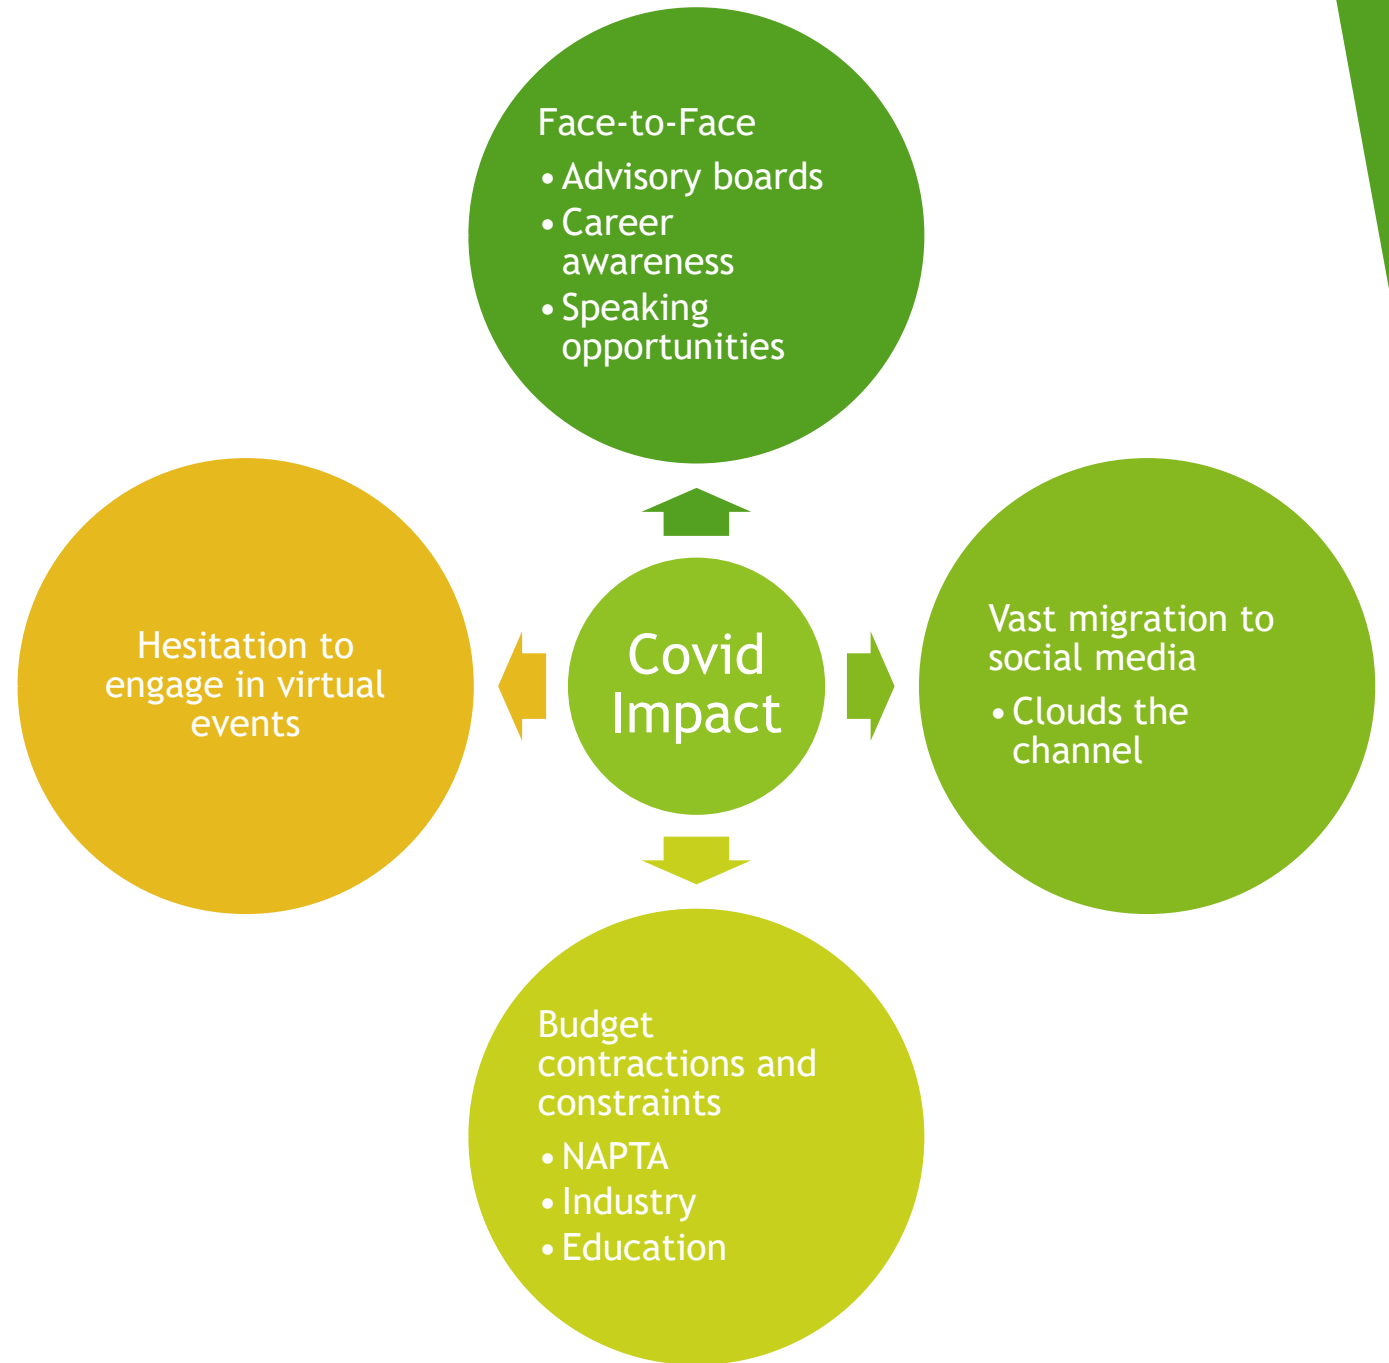 Face-to-Face
• Advisory boards
• Career
awareness
• Speaking
opportunities
Hesitation to
engage in virtual
events
Covid
Impact
Vast migration to
social media
• Clouds the
channel
Budget
contractions and
constraints
• NAPTA
• Industry
• Education